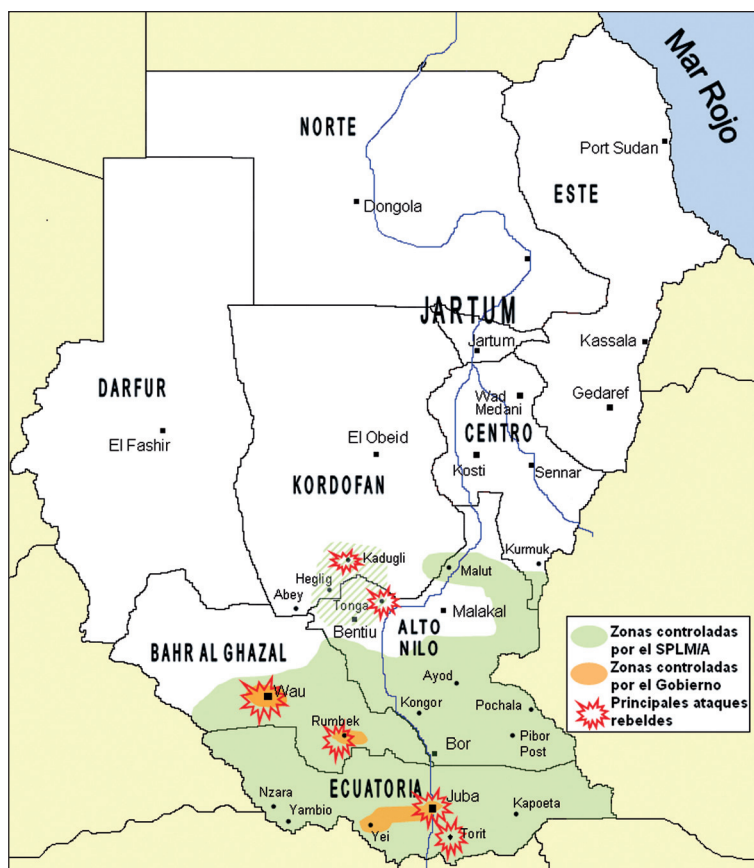 Mar Rojo
NORTE
Port Sudan
ESTE
Dongola
JARTUM
Jartum
Kassala
DARFUR
Wad
Medani
Gedaref
El Fashir
El Obeid
CENTRO
Kosti
Sennar
KORDOFAN
Kadugli
Kurmuk
Malut
Heglig
Abey
Tonga
Malakal
Bentiu
ALTO
NILO
BAHR AL GHAZAL
Ayod
Wau
Kongor
Pochala
Rumbek
Pibor
Post
Bor
ECUATORIA
Nzara
Juba
Kapoeta
Yambio
Yei
Torit
Zonas controladas
por el SPLM/A
Zonas controladas
por el Gobierno
Principales ataques
rebeldes